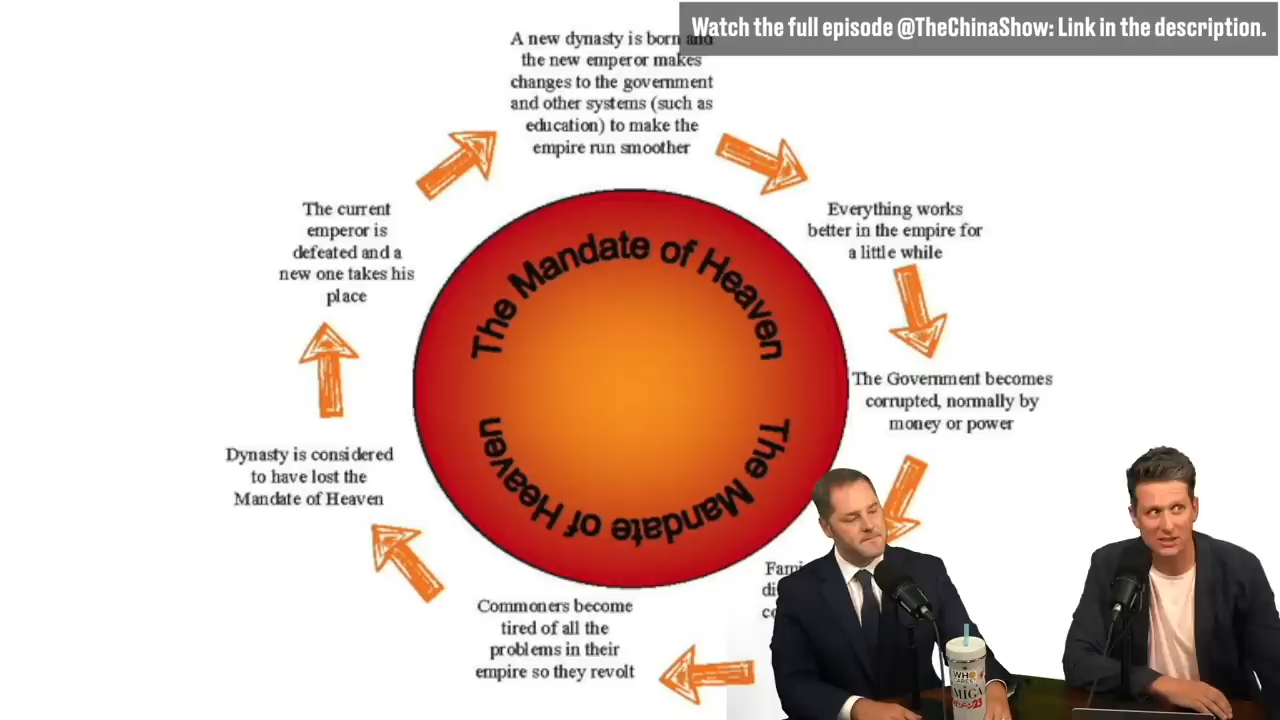 Watch the full episode @TheChinaShow: Link in the description.
A new dynasty is born and
the new emperor makes
changes to the government
and other systems (such as
education) to make the
empire run smoother
Everything works
better in the empire for
a little while
The Government becomes
corrupted, normally by
money or power
Commoners become
tired of all the
problems in their
empire so they revolt
Dynasty is considered
to have lost the
Mandate of Heaven
The current
emperor is
defeated and a
new one takes his
place
The Mandate of Heaven
The Mandate of Heaven
WHO
CARES